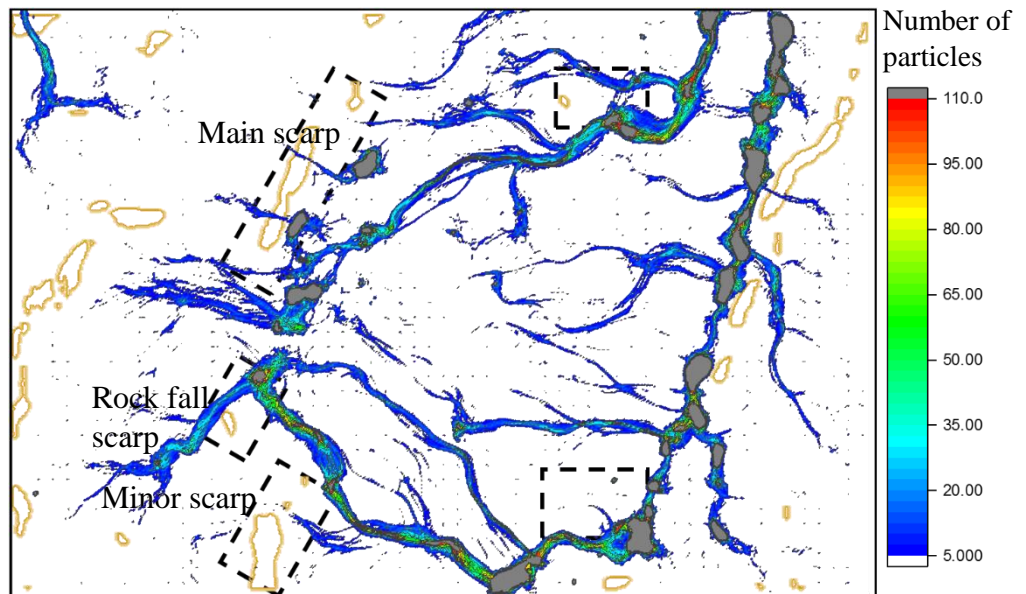 Number of
particles
110.0
95.00
80.00
65.00
50.00
35.00
20.00
5.000
Main scarp
Rock fall
scarp
Minor scarp